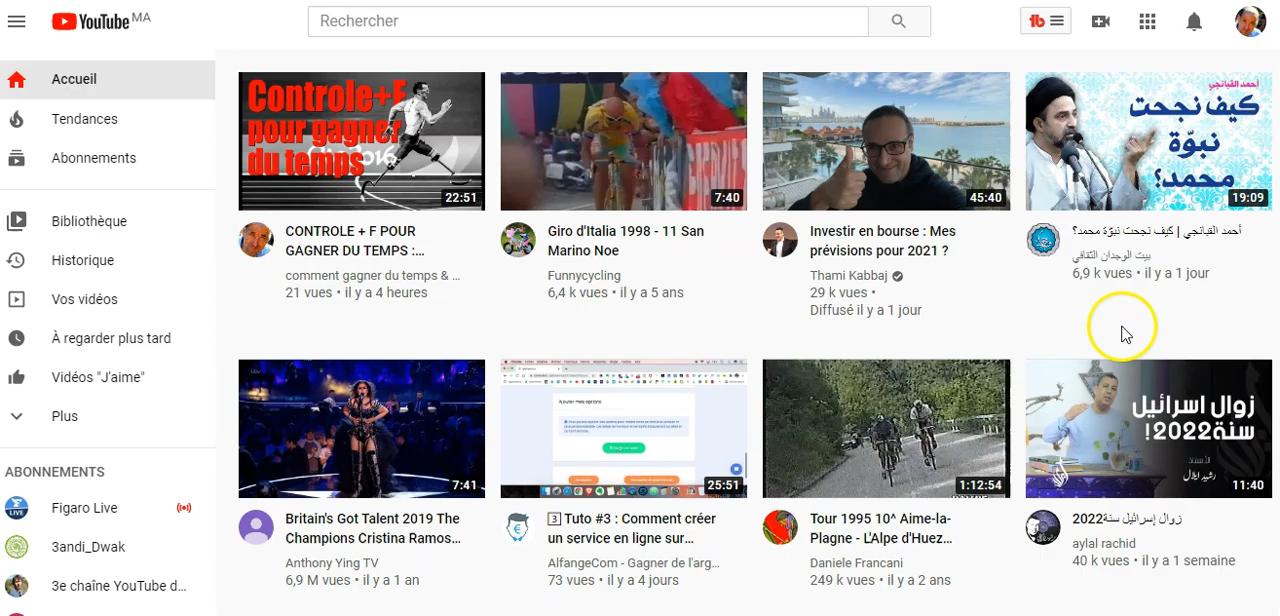 YouTube MA
Rechercher
Accueil
Tendances
Abonnements
Bibliothèque
Historique
Vos vidéos
À regarder plus tard
Vidéos "J'aime"
Plus
ABONNEMENTS
Figaro Live
3andi_Dwak
3e chaîne YouTube d...
Controle+F
pour gagner
du temps
22:51
CONTROLE + F POUR
GAGNER DU TEMPS :...
comment gagner du temps & ...
21 vues • il y a 4 heures
7:40
Giro d'Italia 1998 - 11 San
Marino Noe
Funnycycling
6,4 k vues • il y a 5 ans
45:40
Investir en bourse : Mes
prévisions pour 2021 ?
Thami Kabbaj
29 k vues •
Diffusé il y a 1 jour
أحمد القبانجي
كيف نجحت
نبوّة
محمد؟
19:09
أحمد القبانجي | كيف نجحت نبوّة محمد؟
بيت الوجدان الثقافي
6,9 k vues • il y a 1 jour
7:41
Britain's Got Talent 2019 The
Champions Cristina Ramos...
Anthony Ying TV
6,9 M vues • il y a 1 an
25:51
3 Tuto #3 : Comment créer
un service en ligne sur...
AlfangeCom - Gagner de l'arg...
73 vues • il y a 4 jours
1:12:54
Tour 1995 10^ Aime-la-
Plagne - L'Alpe d'Huez...
Daniele Francani
249 k vues • il y a 2 ans
زوال اسرائيل
سنة 2022!
الأستاذ
رشيد ايلال
11:40
زوال إسرائيل سنة2022
aylal rachid
40 k vues • il y a 1 semaine